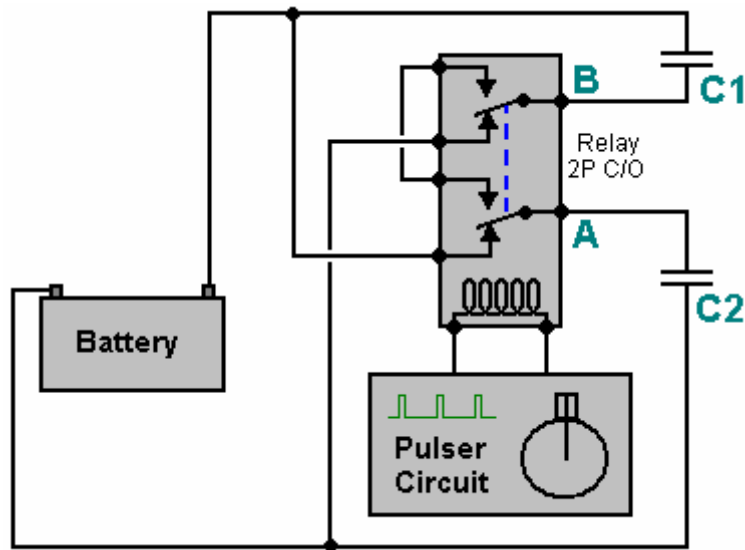 B
C1
Relay
2P C/O
A
C2
Battery
Pulser
Circuit